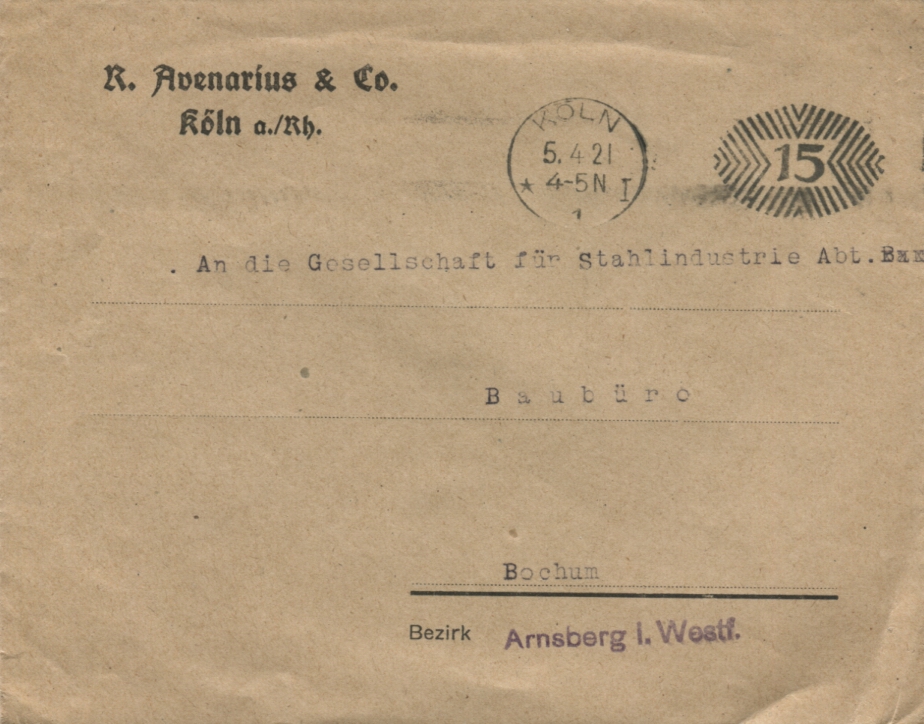 R. Avenarius & Co.
Köln a./Rh.
KÖLN
5.4.21
★ 4-5N I
1
15
. An die Gesellschaft für Stahlindustrie Abt.
Baubüro
Bochum
Bezirk Arnsberg i. Westf.